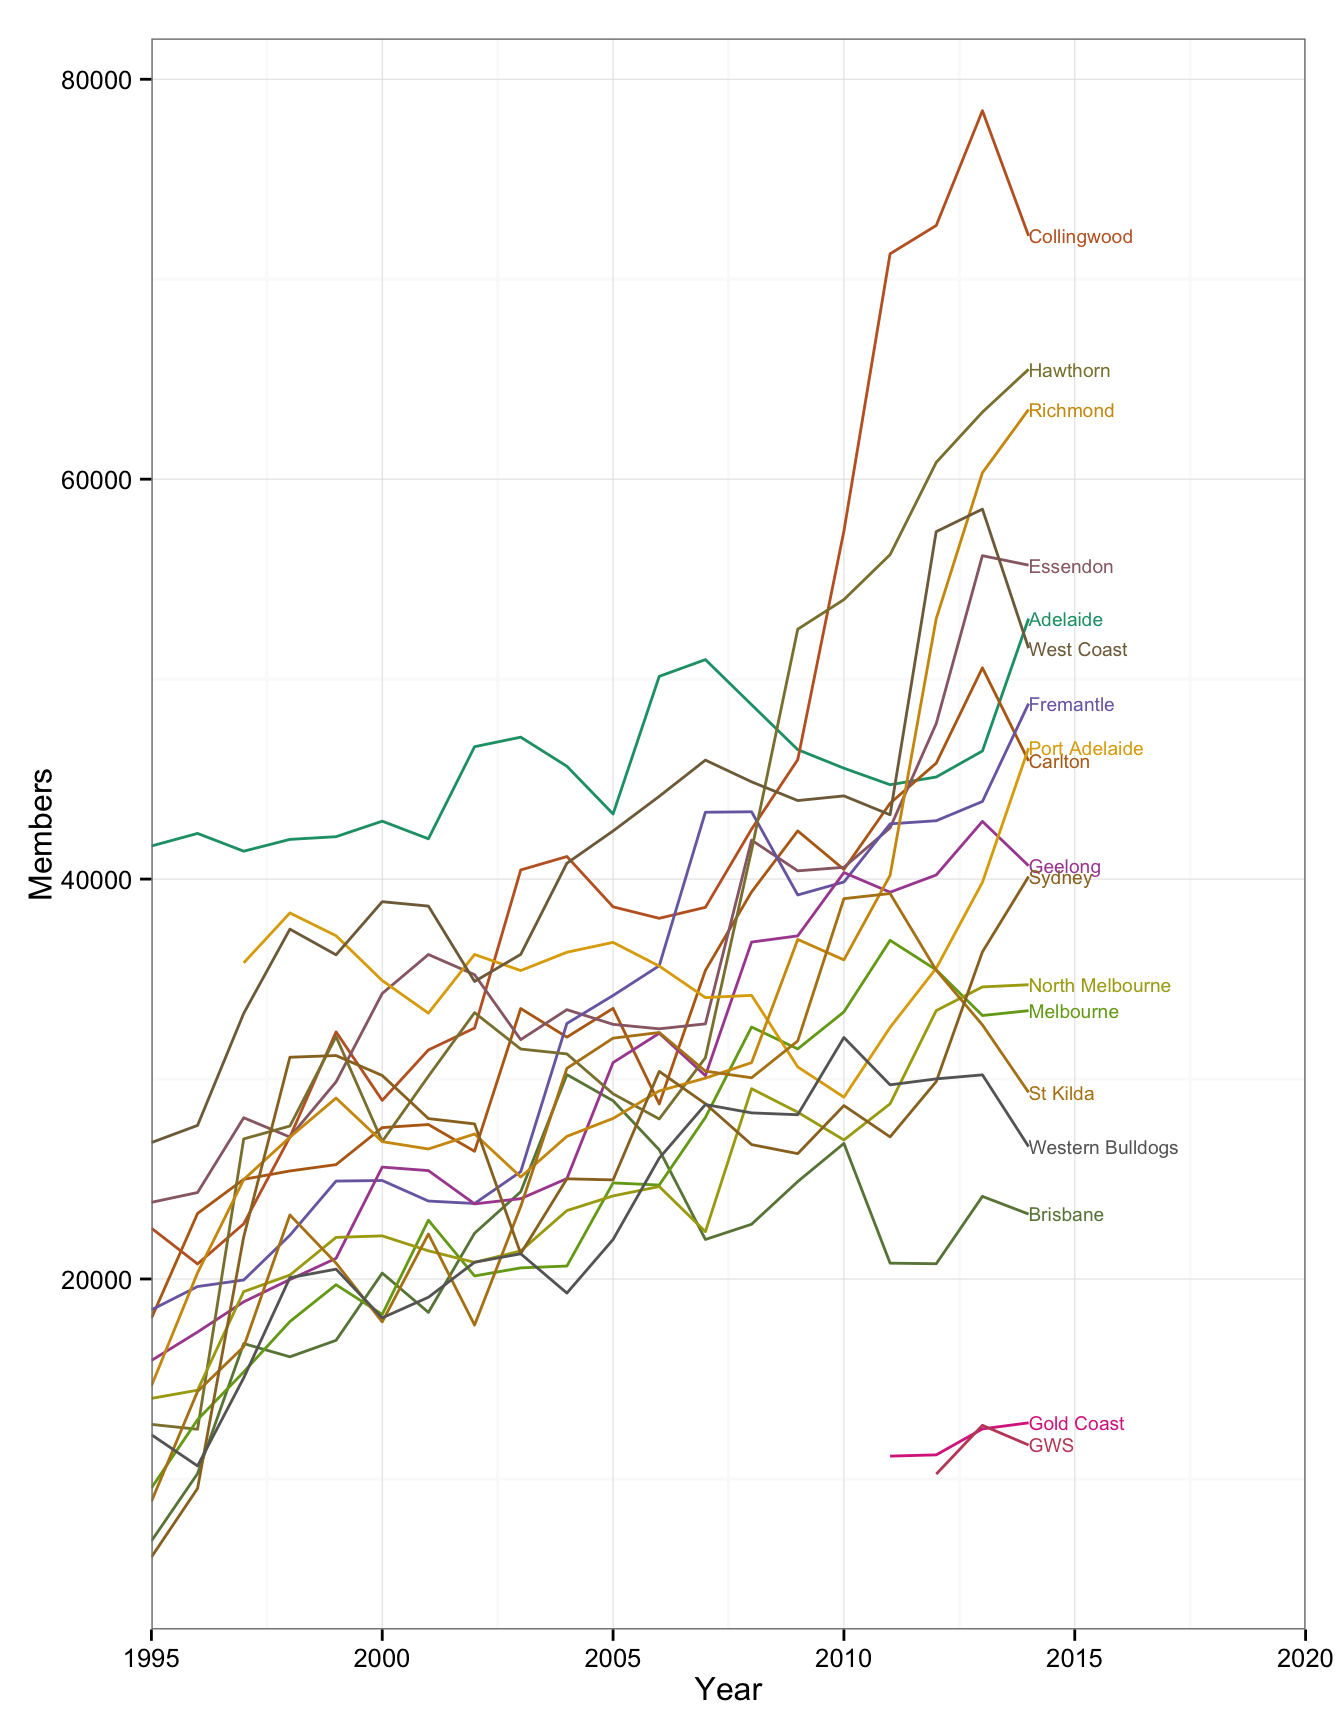 80000
Collingwood
Hawthorn
Richmond
60000
Essendon
Adelaide
West Coast
Fremantle
Port Adelaide
Carlton
Members
Geelong
Sydney
40000
North Melbourne
Melbourne
St Kilda
Western Bulldogs
Brisbane
20000
Gold Coast
GWS
1995 2000 2005 2010 2015 2020
Year